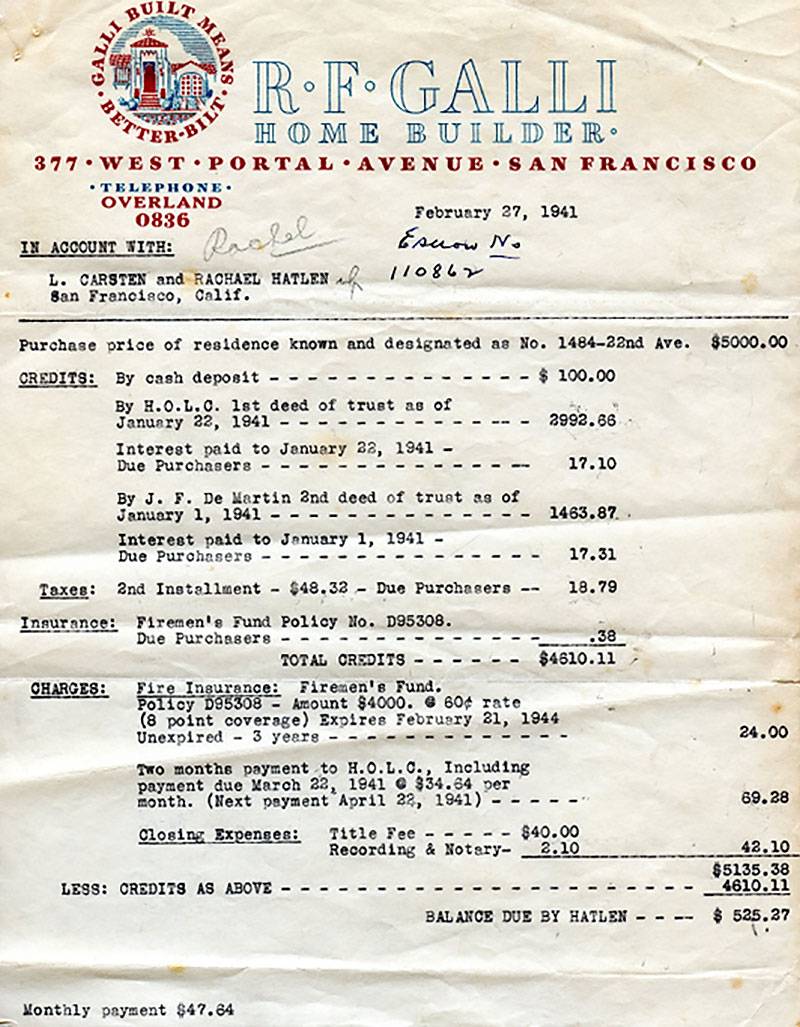 GALLI BUILT MEANS
BETTER-BILT
R·F·GALLI
HOME BUILDER·
377·WEST·PORTAL·AVENUE·SAN FRANCISCO
·TELEPHONE·
OVERLAND
0836
February 27, 1941
Rachel
Escrow No
110862
IN ACCOUNT WITH:
L. CARSTEN and RACHAEL HATLEN
San Francisco, Calif.
Purchase price of residence known and designated as No. 1484-22nd Ave. $5000.00
CREDITS: By cash deposit - - - - - - - - - - - - - - - $ 100.00
By H.O.L.C. 1st deed of trust as of
January 22, 1941 - - - - - - - - - - - -- - 2992.66
Interest paid to January 22, 1941 -
Due Purchasers - - - - - - - - - - - - - -- 17.10
By J. F. De Martin 2nd deed of trust as of
January 1, 1941 - - - - - - - - - - - - - - 1463.87
Interest paid to January 1, 1941 -
Due Purchasers - - - - - - - - - - - - - - - 17.31
Taxes: 2nd Installment - $48.32 - Due Purchasers -- 18.79
Insurance: Firemen's Fund Policy No. D95308.
Due Purchasers - - - - - - - - - - - - - - .38
TOTAL CREDITS - - - - - - $4610.11
CHARGES: Fire Insurance: Firemen's Fund.
Policy D95308 - Amount $4000. @ 60¢ rate
(8 point coverage) Expires February 21, 1944
Unexpired - 3 years - - - - - - - - - - - - - 24.00
Two months payment to H.O.L.C., Including
payment due March 22, 1941 @ $34.64 per
month. (Next payment April 22, 1941) - - - - - 69.28
Closing Expenses: Title Fee - - - - - $40.00
Recording & Notary- 2.10 42.10
$5135.38
LESS: CREDITS AS ABOVE - - - - - - - - - - - - - - - - - - - - - - 4610.11
BALANCE DUE BY HATLEN - - -- $ 525.27
Monthly payment $47.64